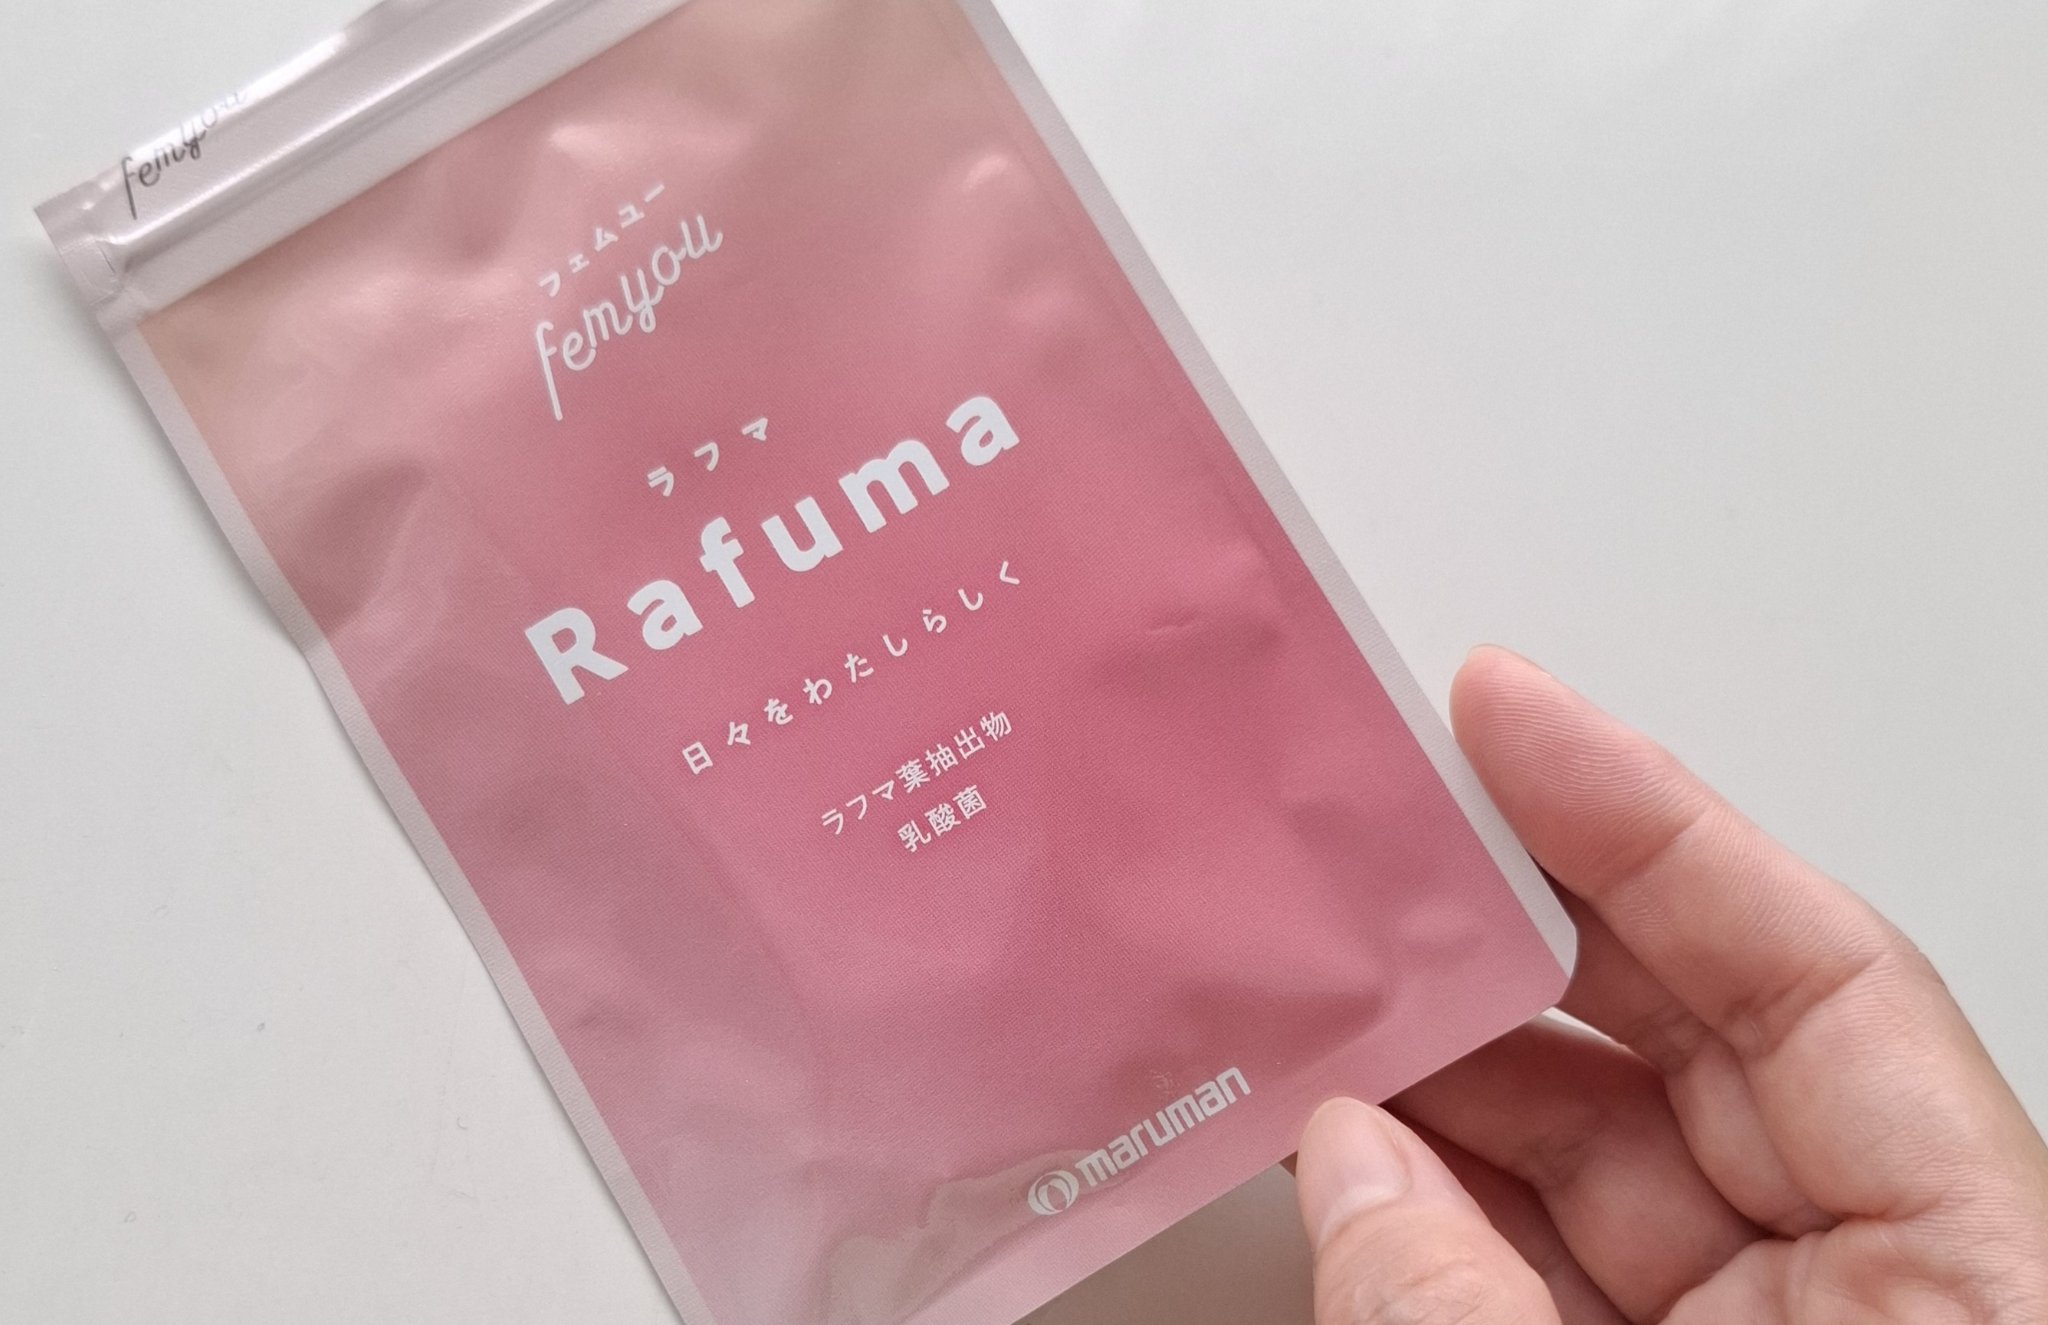 femyou
フェムユー
femyou
ラフマ
Rafuma
日々をわたしらしく
ラフマ葉抽出物
乳酸菌
maruman